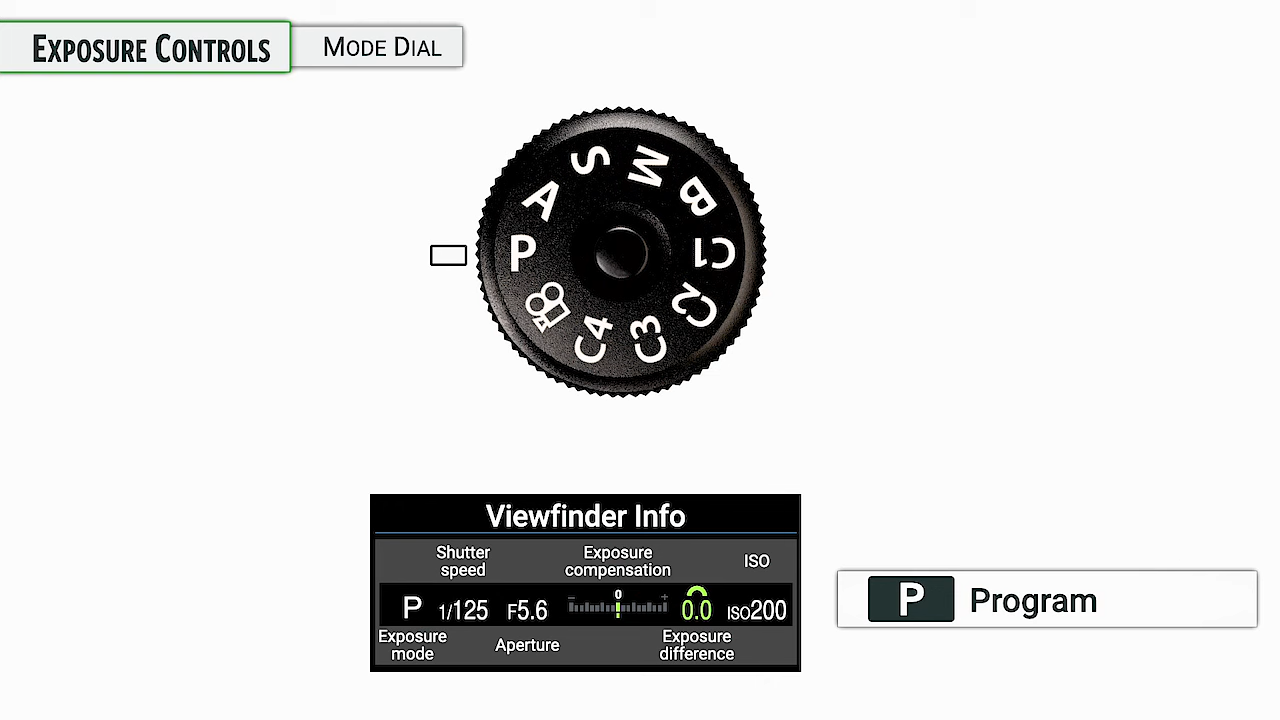 EXPOSURE CONTROLS
MODE DIAL
S
M
A
B
P
C1
C2
C4
C3
Viewfinder Info
Shutter speed
Exposure compensation
ISO
P 1/125 F5.6 − 0 + 0.0 ISO200
Exposure mode
Aperture
Exposure difference
P Program